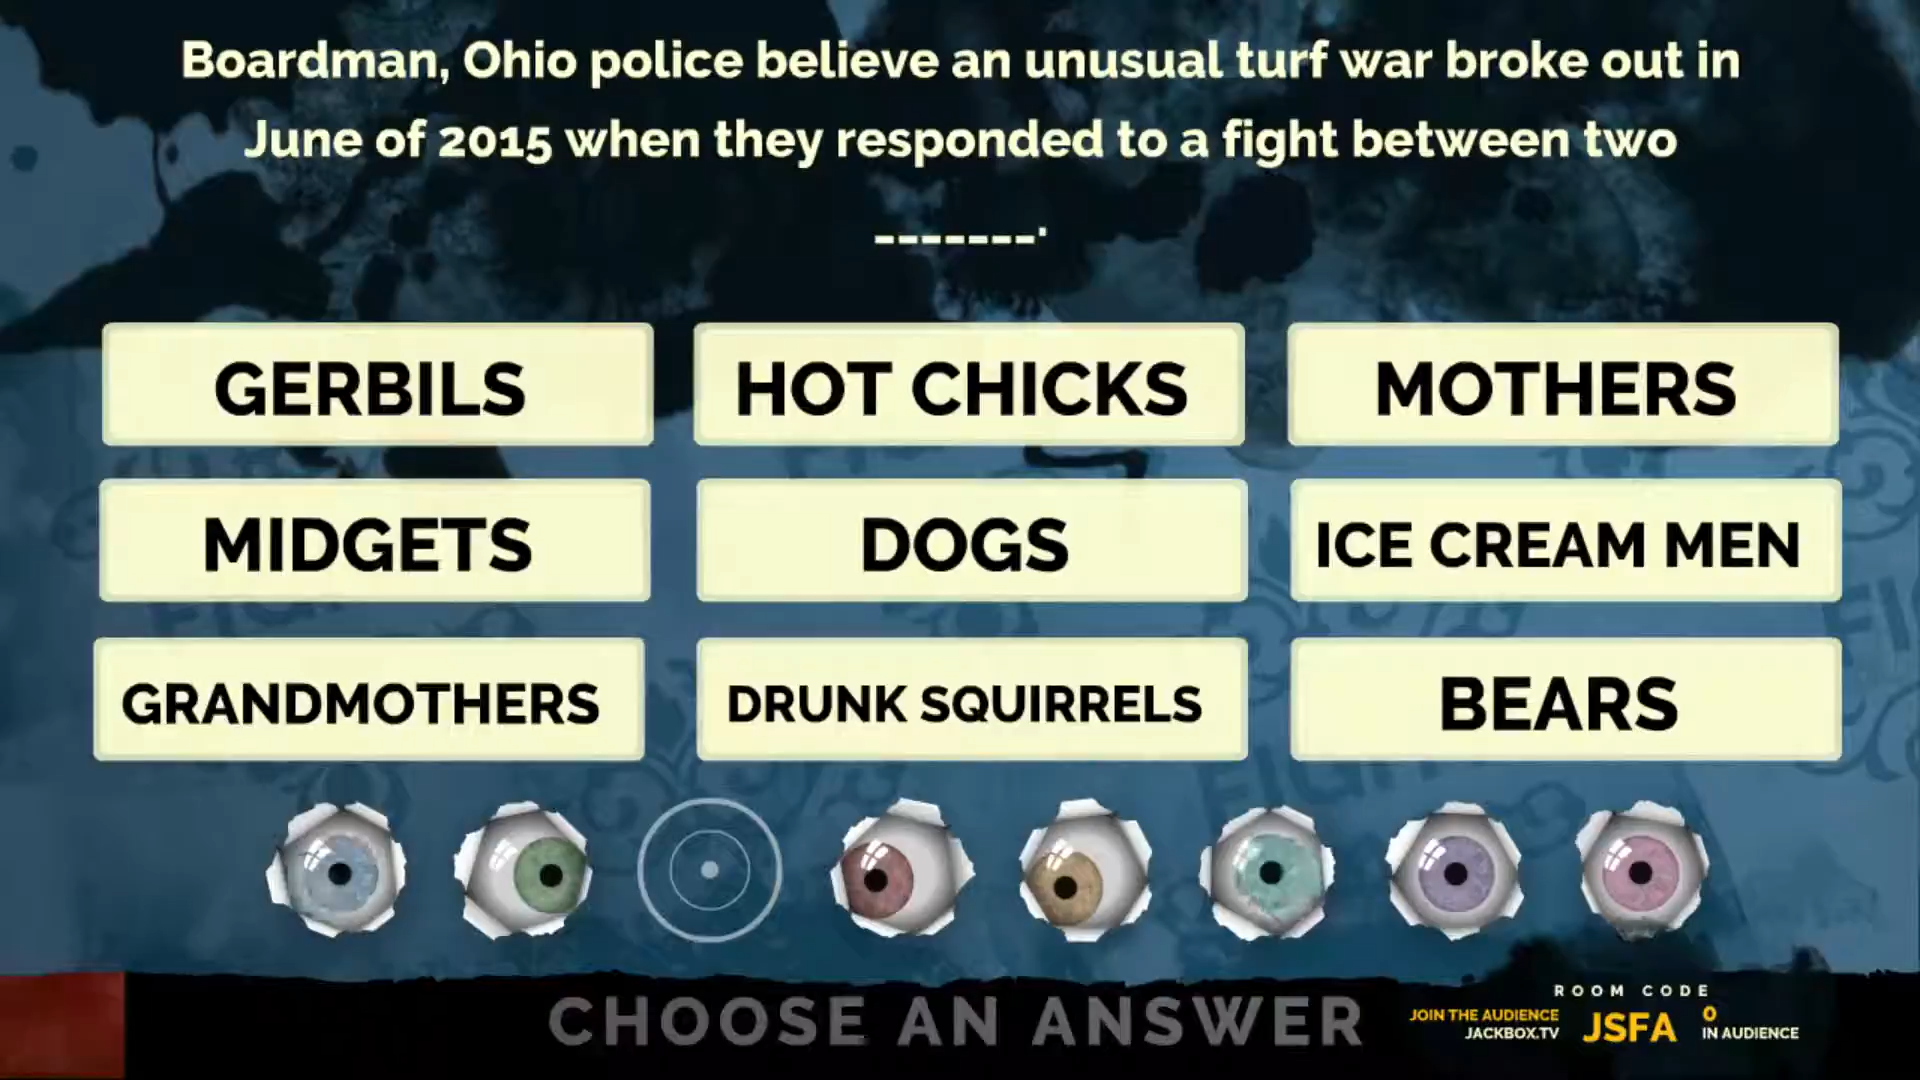 Boardman, Ohio police believe an unusual turf war broke out in
June of 2015 when they responded to a fight between two
_______.
GERBILS
HOT CHICKS
MOTHERS
MIDGETS
DOGS
ICE CREAM MEN
GRANDMOTHERS
DRUNK SQUIRRELS
BEARS
CHOOSE AN ANSWER
ROOM CODE
JOIN THE AUDIENCE
JACKBOX.TV
JSFA
0
IN AUDIENCE